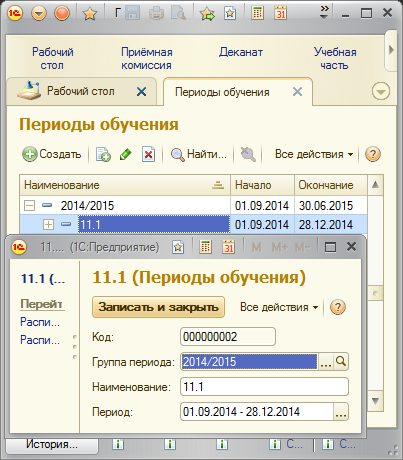 Г
31
Рабочий стол
Приёмная комиссия
Деканат
Учебная часть
Рабочий стол
Периоды обучения
Периоды обучения
Создать
Найти...
Все действия
Наименование Начало Окончание
2014/2015 01.09.2014 30.06.2015
11.1 01.09.2014 28.12.2014
11.... (1С:Предприятие)
31
M M+ M-
11.1 (...
Перейт
Распи...
Распи...
11.1 (Периоды обучения)
Записать и закрыть
Все действия
Код: 000000002
Группа периода: 2014/2015 ...
Наименование: 11.1
Период: 01.09.2014 - 28.12.2014 ...
История...
С...
С...